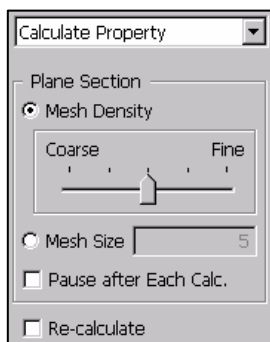 Calculate Property
Plane Section
Mesh Density
Coarse Fine
Mesh Size 5
Pause after Each Calc.
Re-calculate